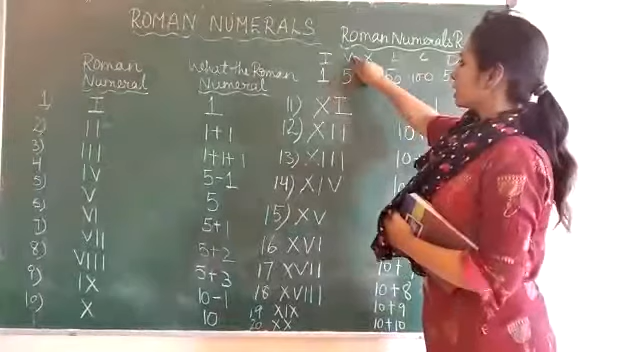 ROMAN NUMERALS
Roman Numerals
I V X L C D
1 5 50 100 5
Roman Numeral
What the Roman Numeral
1) I 1
2) II 1+1
3) III 1+1+1
4 IV 5-1
5) V 5
6) VI 5+1
7) VII 5+2
8) VIII 5+3
9) IX 10-1
10) X 10
11) XI
12) XII 10
13) XIII 10
14) XIV
15) XV
16 XVI
17 XVII 10+7
18 XVIII 10+8
19 XIX 10+9
20 XX 10+10